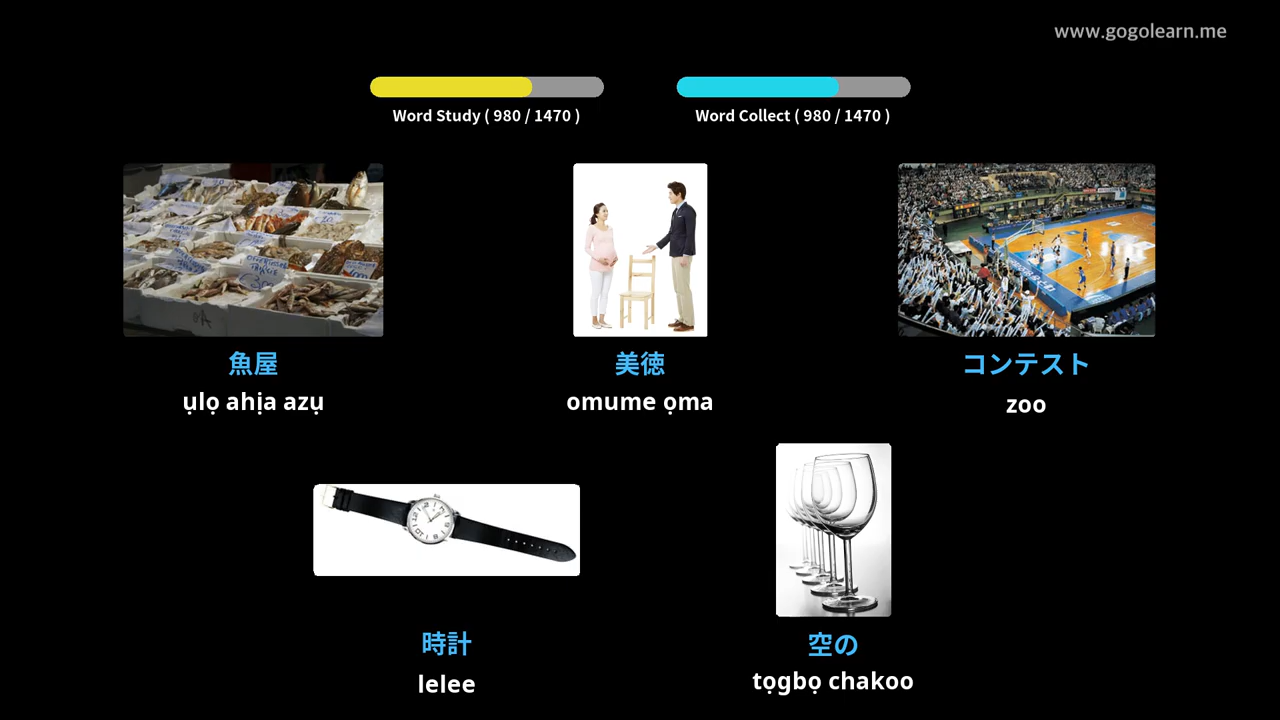 www.gogolearn.me
Word Study ( 980 / 1470 )
Word Collect ( 980 / 1470 )
魚屋
ụlọ ahịa azụ
美徳
omume ọma
コンテスト
zoo
時計
lelee
空の
tọgbọ chakoo